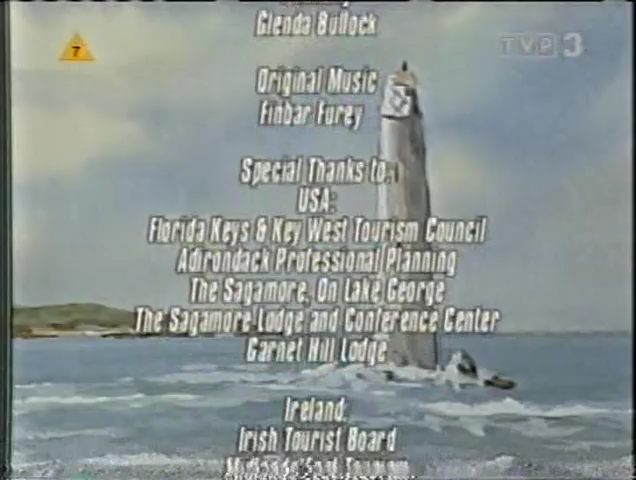 Glenda Bullock
7
TVP 3
Original Music
Finbar Furey
Special Thanks to:
USA:
Florida Keys & Key West Tourism Council
Adirondack Professional Planning
The Sagamore, On Lake George
The Sagamore Lodge and Conference Center
Garnet Hill Lodge
Ireland:
Irish Tourist Board